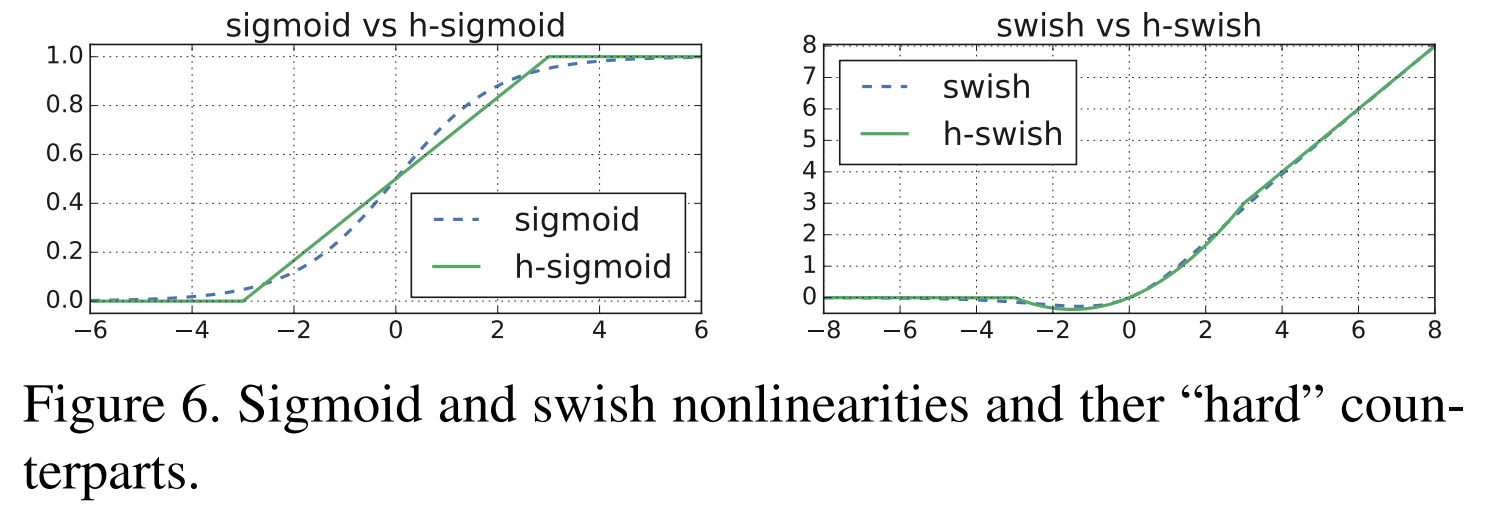 sigmoid vs h-sigmoid
1.0
0.8
0.6
0.4
0.2
0.0
−6 −4 −2 0 2 4 6
sigmoid
h-sigmoid
swish vs h-swish
8
7
6
5
4
3
2
1
0
−8 −6 −4 −2 0 2 4 6 8
swish
h-swish
Figure 6. Sigmoid and swish nonlinearities and ther “hard” coun-
terparts.